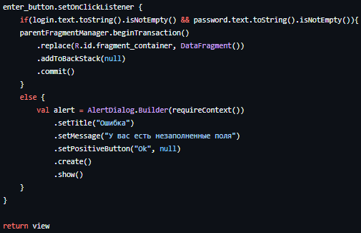 enter_button.setOnClickListener {
    if(login.text.toString().isNotEmpty() && password.text.toString().isNotEmpty()){
    parentFragmentManager.beginTransaction()
        .replace(R.id.fragment_container, DataFragment())
        .addToBackStack(null)
        .commit()
    }
    else {
        val alert = AlertDialog.Builder(requireContext())
            .setTitle("Ошибка")
            .setMessage("У вас есть незаполненные поля")
            .setPositiveButton("Ok", null)
            .create()
            .show()
    }
}
return view